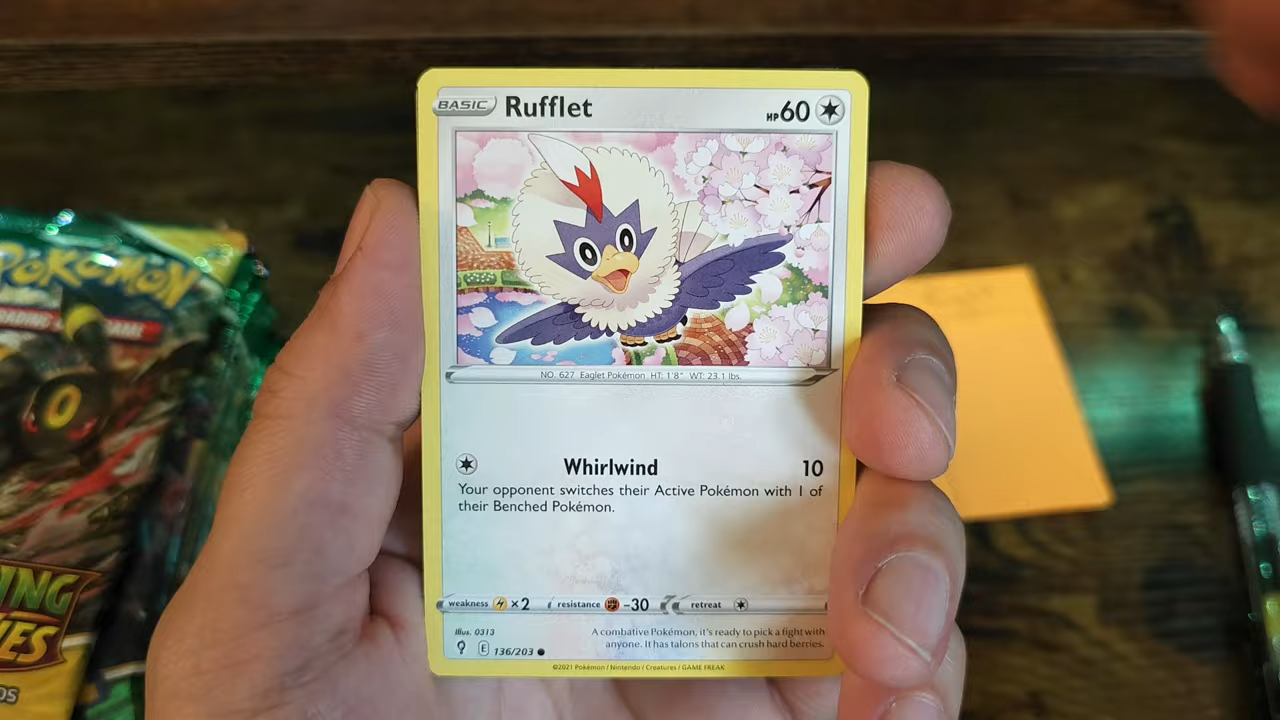 BASIC Rufflet HP60
NO. 627 Eaglet Pokémon HT: 1'8" WT: 23.1 lbs.
Whirlwind 10
Your opponent switches their Active Pokémon with 1 of
their Benched Pokémon.
weakness ×2 resistance -30 retreat
Illus. 0313
A combative Pokémon, it's ready to pick a fight with
anyone. It has talons that can crush hard berries.
E 136/203
©2021 Pokémon / Nintendo / Creatures / GAME FREAK
POKÉMON